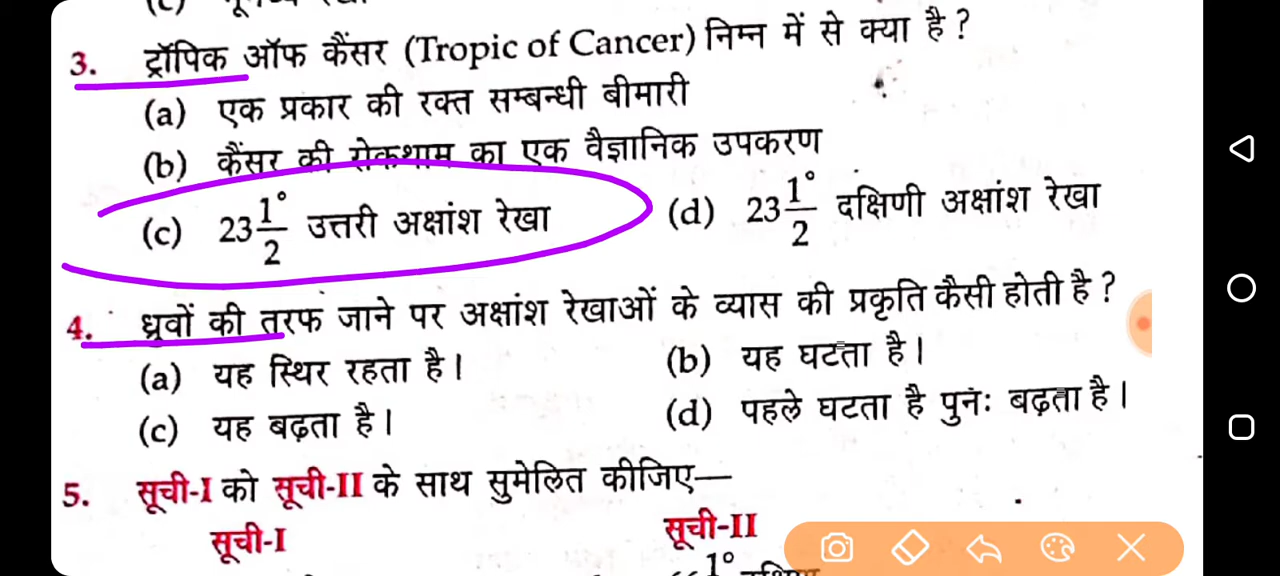 3. ट्रॉपिक ऑफ कैंसर (Tropic of Cancer) निम्न में से क्या है ?
(a) एक प्रकार की रक्त सम्बन्धी बीमारी
(b) कैंसर की रोकथाम का एक वैज्ञानिक उपकरण
(c) 23 1/2° उत्तरी अक्षांश रेखा (d) 23 1/2° दक्षिणी अक्षांश रेखा
4. ध्रुवों की तरफ जाने पर अक्षांश रेखाओं के व्यास की प्रकृति कैसी होती है ?
(a) यह स्थिर रहता है। (b) यह घटता है।
(c) यह बढ़ता है। (d) पहले घटता है पुनः बढ़ता है।
5. सूची-I को सूची-II के साथ सुमेलित कीजिए—
सूची-I सूची-II